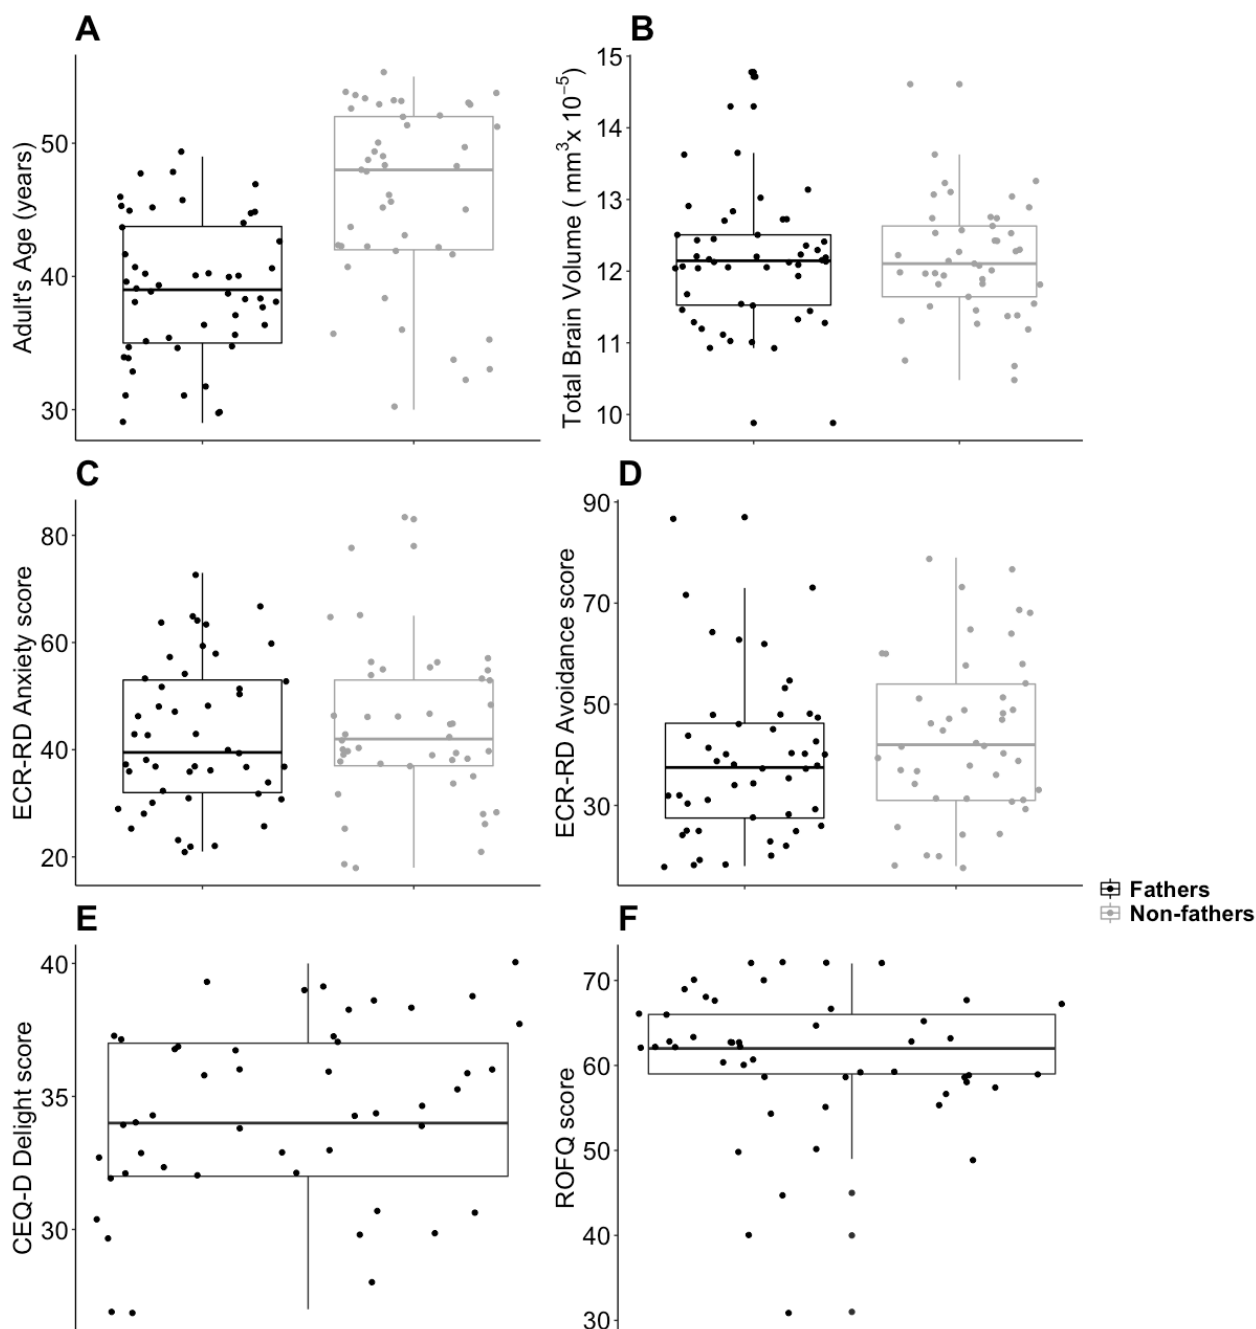 A
Adult's Age (years)
50
40
30
B
Total Brain Volume ( mm³x 10⁻⁵)
15
14
13
12
11
10
C
ECR-RD Anxiety score
80
60
40
20
D
ECR-RD Avoidance score
90
70
50
30
Fathers
Non-fathers
E
CEQ-D Delight score
40
35
30
F
ROFQ score
70
60
50
40
30